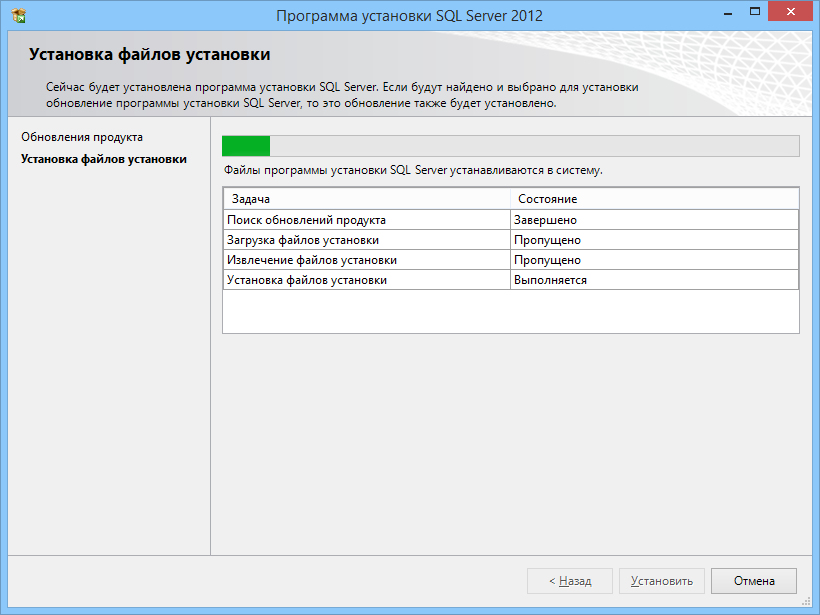 Программа установки SQL Server 2012
Установка файлов установки
Сейчас будет установлена программа установки SQL Server. Если будут найдено и выбрано для установки
обновление программы установки SQL Server, то это обновление также будет установлено.
Обновления продукта
Установка файлов установки
Файлы программы установки SQL Server устанавливаются в систему.
Задача Состояние
Поиск обновлений продукта Завершено
Загрузка файлов установки Пропущено
Извлечение файлов установки Пропущено
Установка файлов установки Выполняется
< Назад Установить Отмена